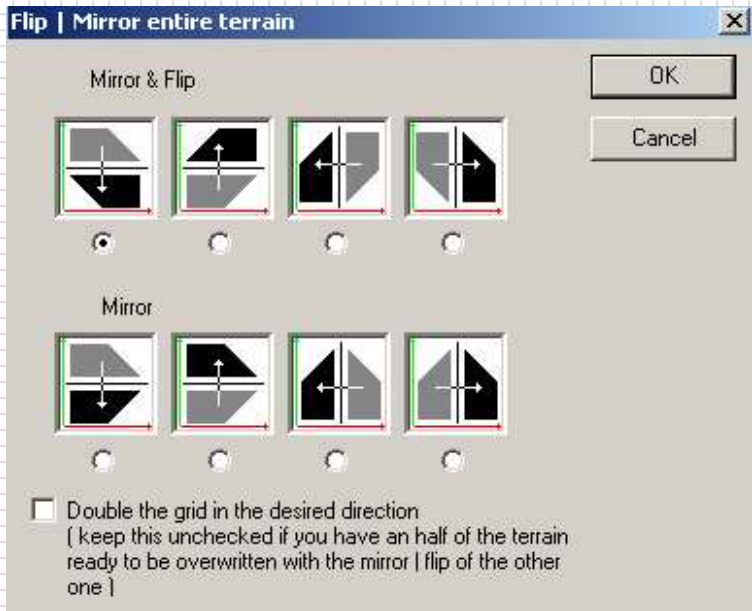 Flip | Mirror entire terrain
Mirror & Flip
OK
Cancel
Mirror
Double the grid in the desired direction
( keep this unchecked if you have an half of the terrain
ready to be overwritten with the mirror | flip of the other
one )